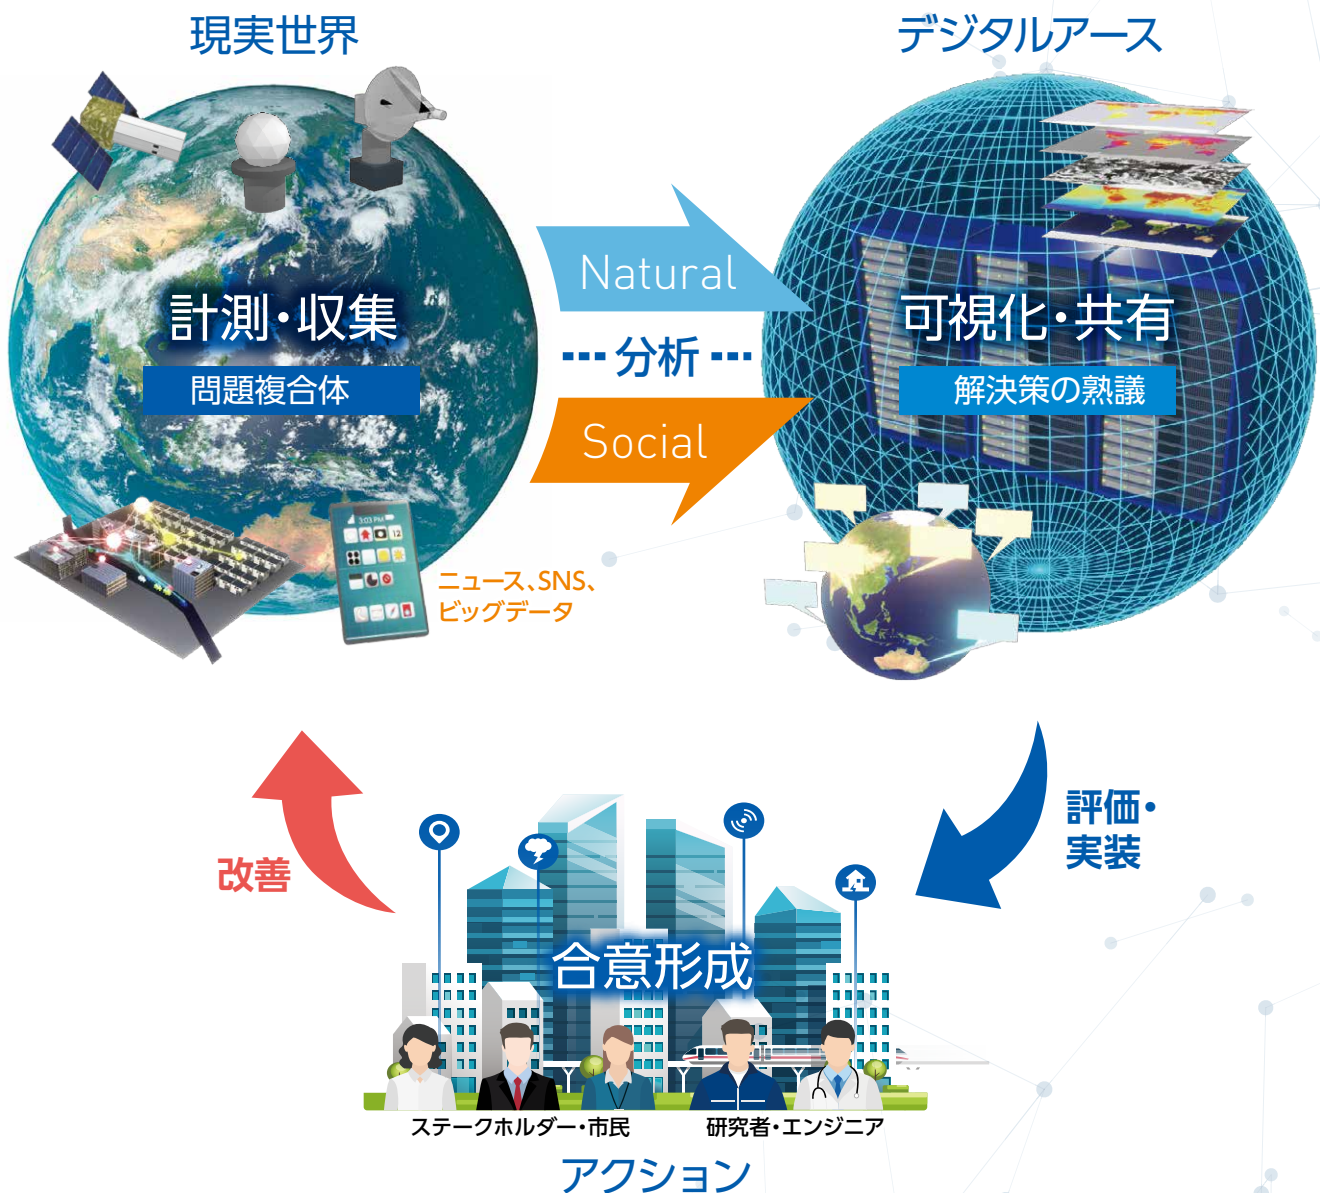 現実世界
デジタルアース
計測・収集
問題複合体
Natural
分析
Social
可視化・共有
解決策の熟議
3:03 PM
12
ニュース、SNS、
ビッグデータ
改善
評価・
実装
合意形成
ステークホルダー・市民
研究者・エンジニア
アクション